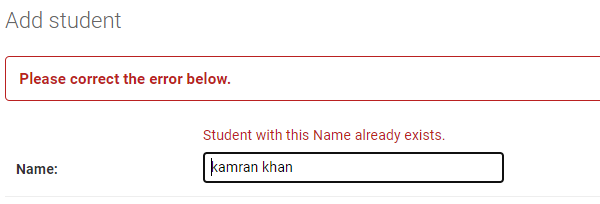 Add student
Please correct the error below.
Student with this Name already exists.
Name: kamran khan